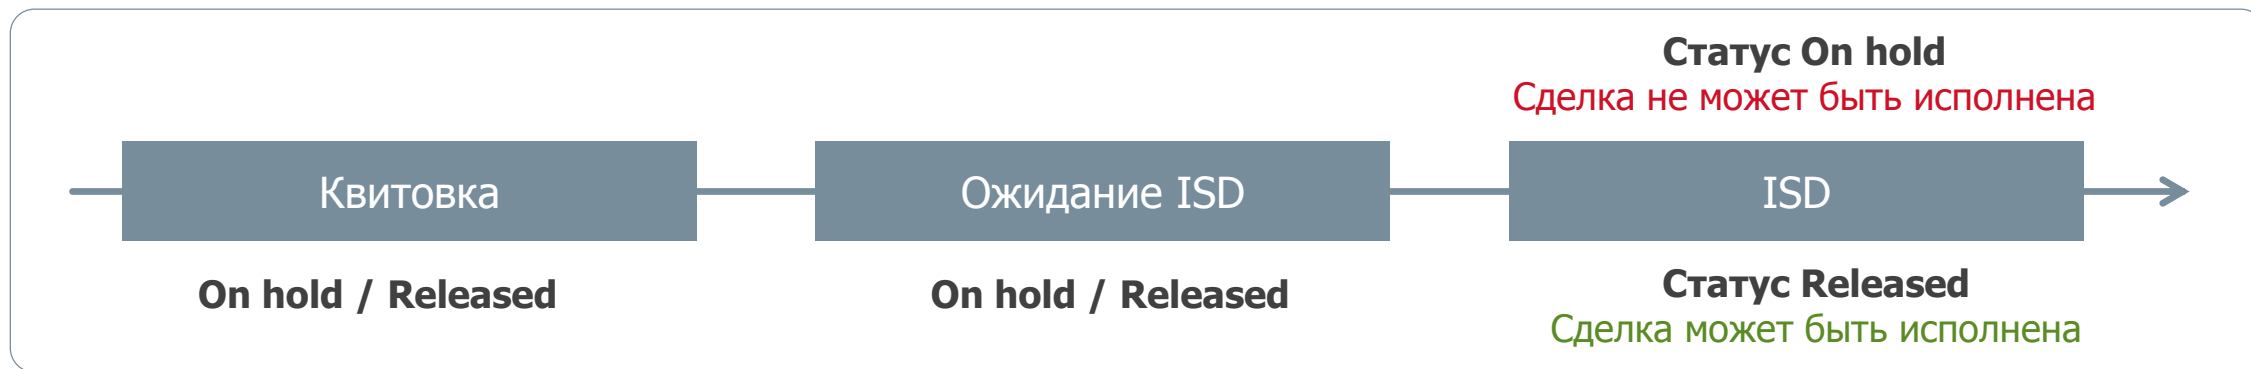 Статус On hold
Сделка не может быть исполнена
Квитовка
Ожидание ISD
ISD
On hold / Released
On hold / Released
Статус Released
Сделка может быть исполнена